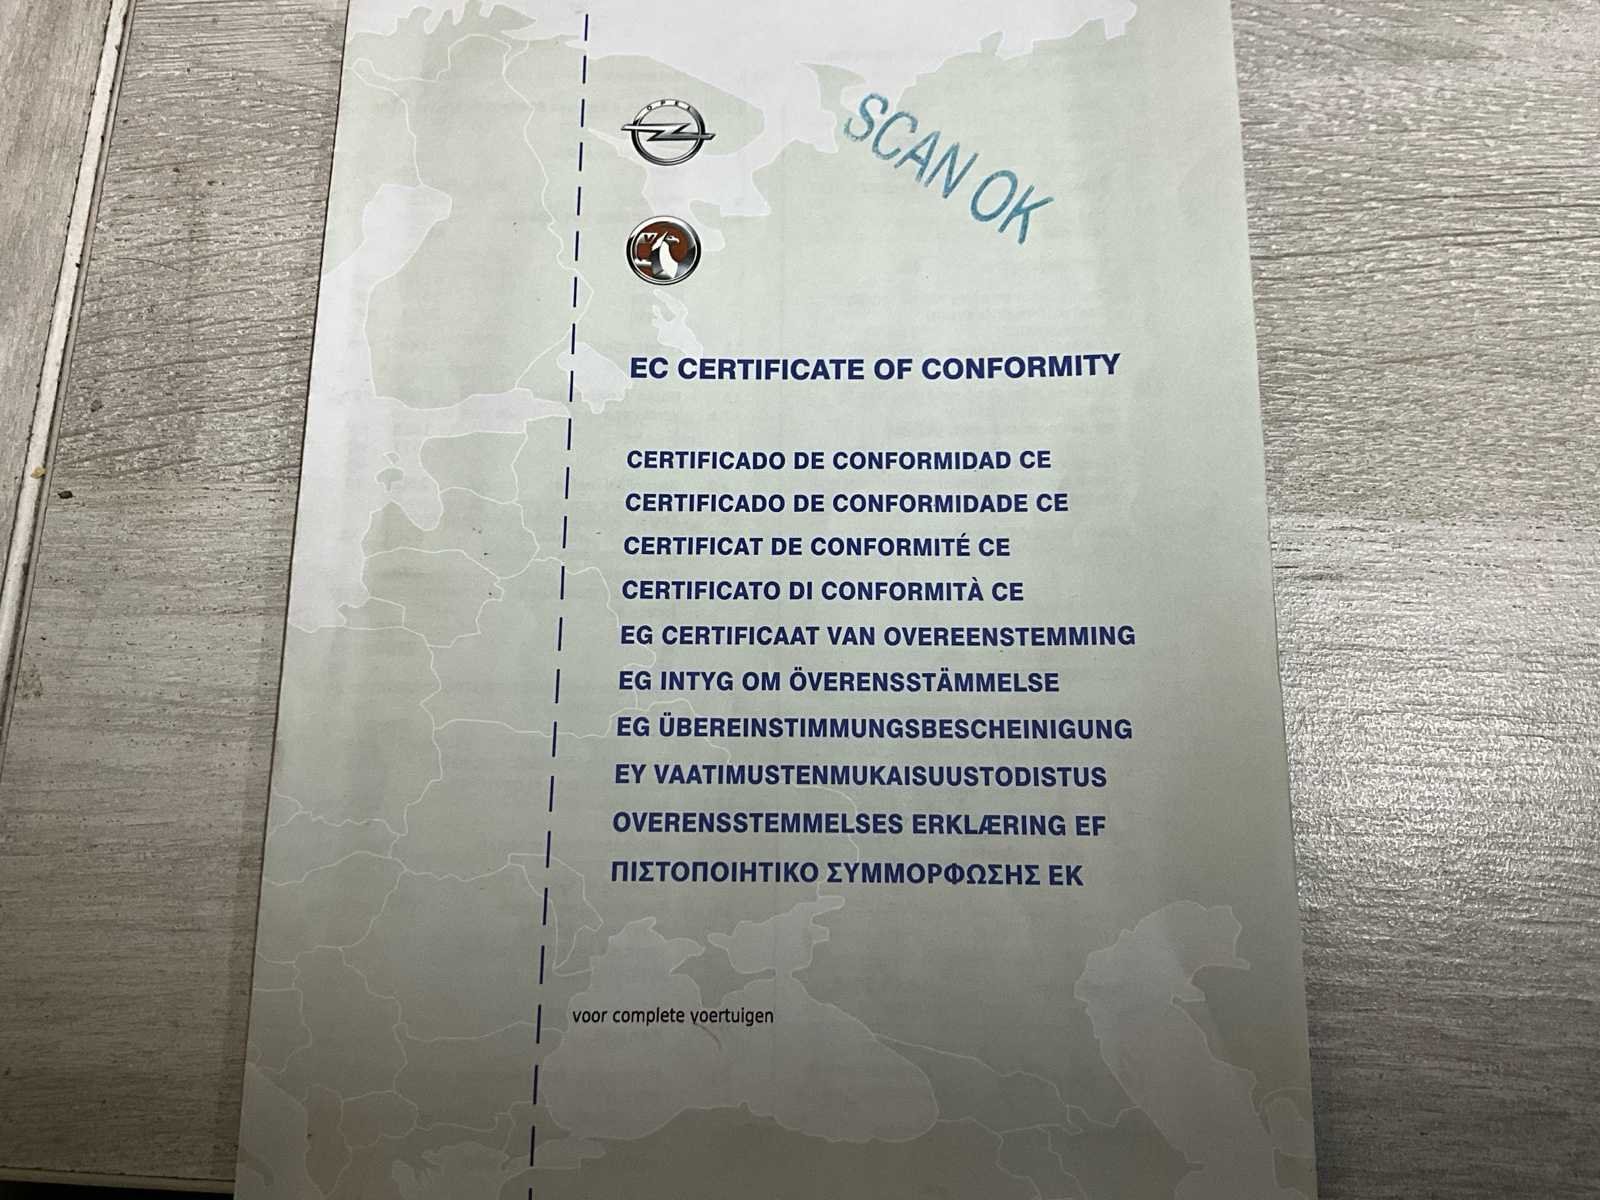 OPEL
SCAN OK
EC CERTIFICATE OF CONFORMITY
CERTIFICADO DE CONFORMIDAD CE
CERTIFICADO DE CONFORMIDADE CE
CERTIFICAT DE CONFORMITÉ CE
CERTIFICATO DI CONFORMITÀ CE
EG CERTIFICAAT VAN OVEREENSTEMMING
EG INTYG OM ÖVERENSSTÄMMELSE
EG ÜBEREINSTIMMUNGSBESCHEINIGUNG
EY VAATIMUSTENMUKAISUUSTODISTUS
OVERENSSTEMMELSES ERKLÆRING EF
ΠΙΣΤΟΠΟΙΗΤΙΚΟ ΣΥΜΜΟΡΦΩΣΗΣ ΕΚ
voor complete voertuigen